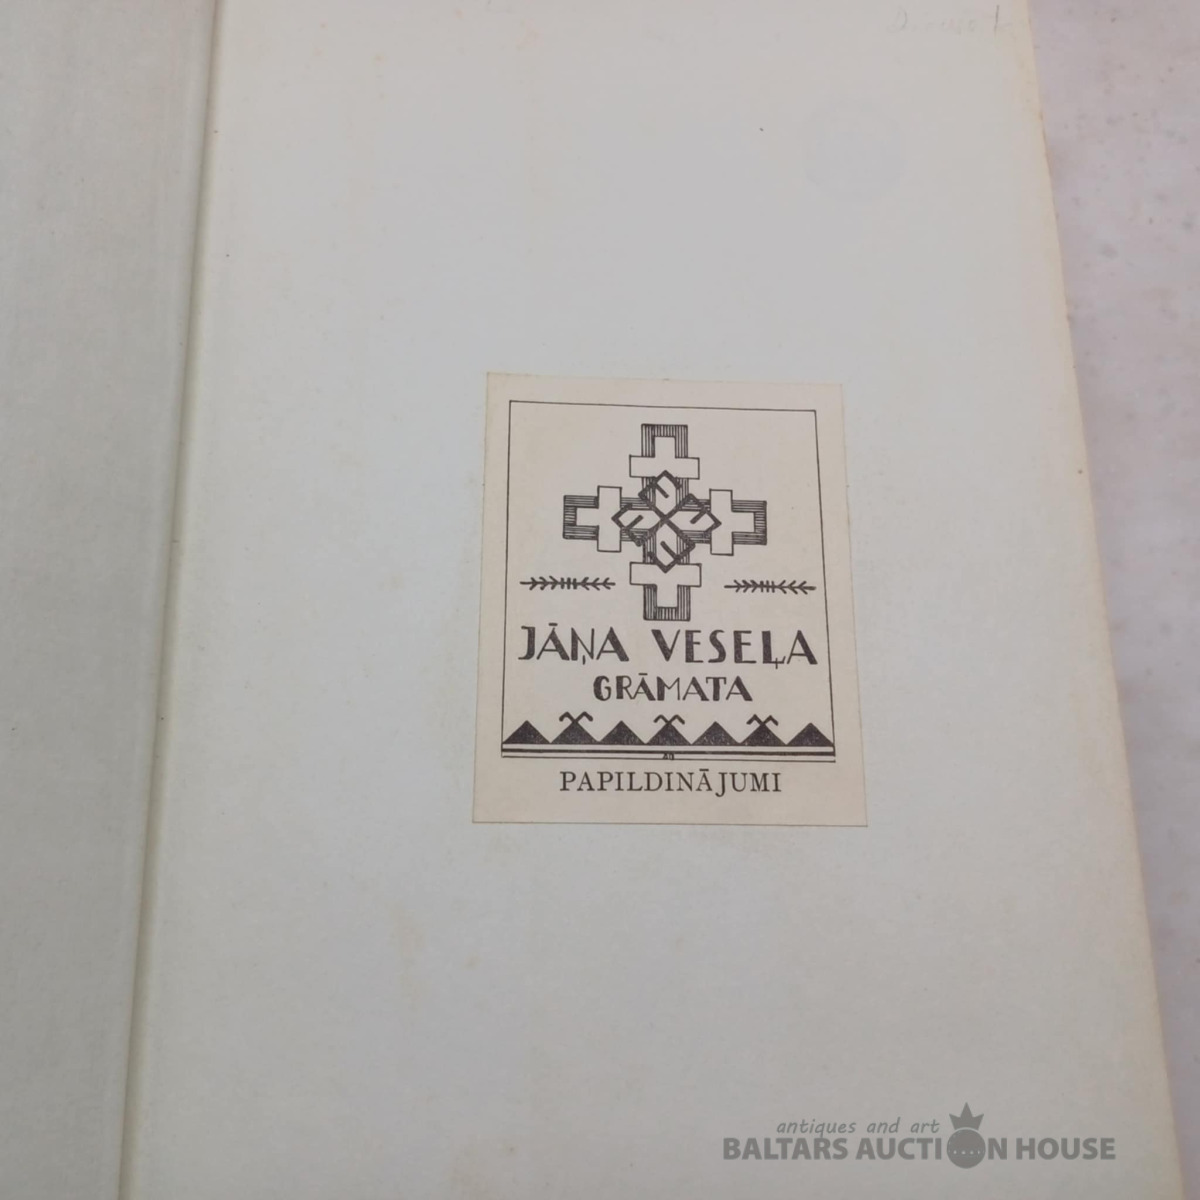 JĀŅA VESEĻA
GRĀMATA
PAPILDINĀJUMI
antiques and art
BALTARS AUCTION HOUSE